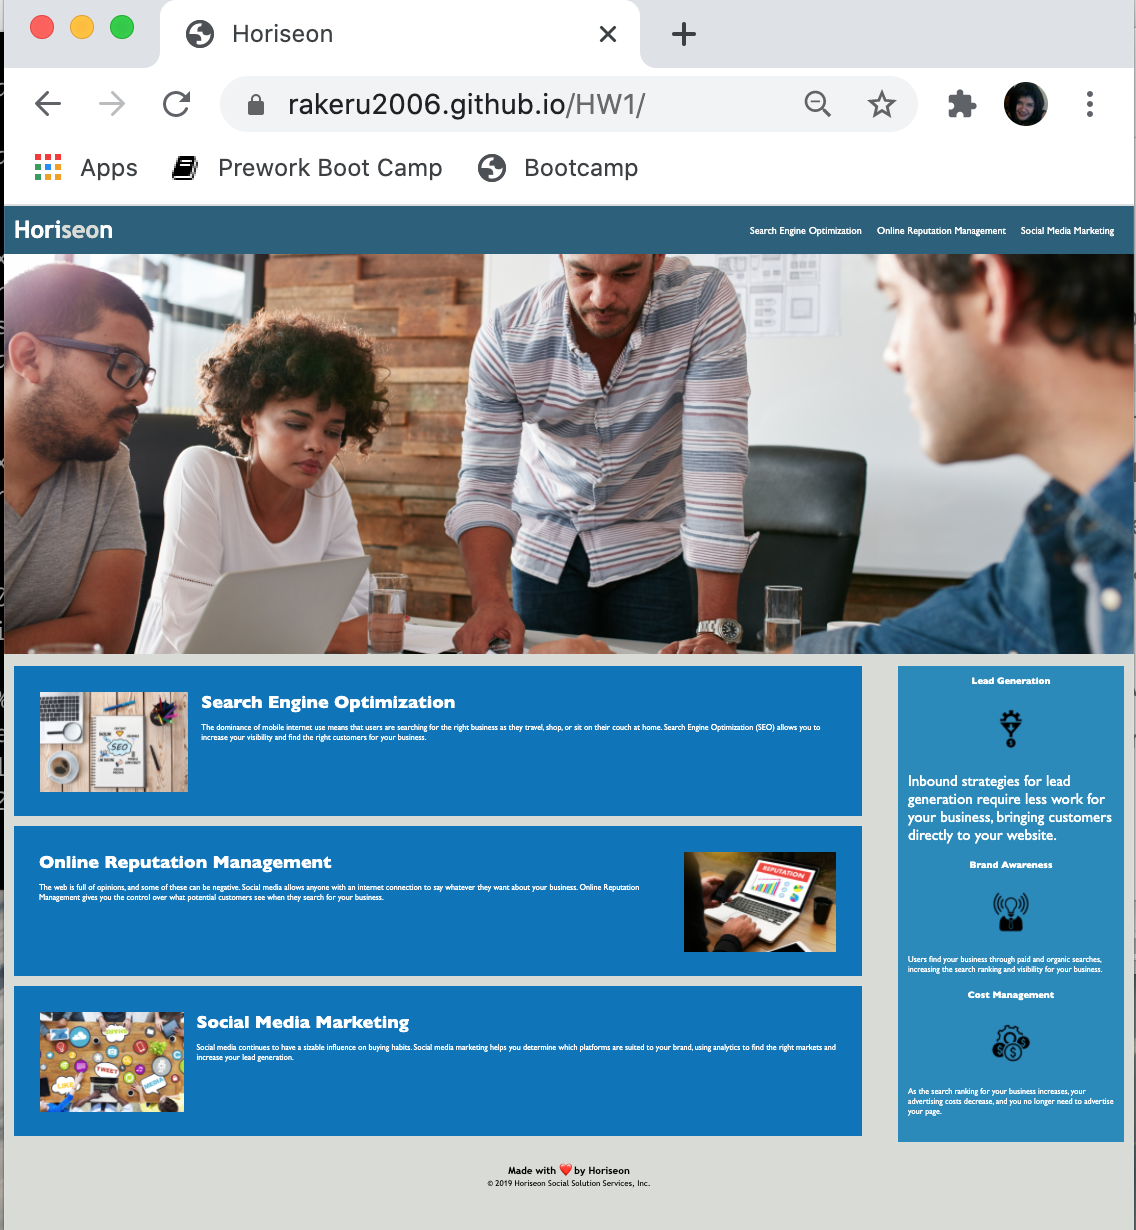 Horiseon
rakeru2006.github.io/HW1/
Apps Prework Boot Camp Bootcamp
Horiseon Search Engine Optimization Online Reputation Management Social Media Marketing
Search Engine Optimization
The dominance of mobile internet use means that users are searching for the right business as they travel, shop, or sit on their couch at home. Search Engine Optimization (SEO) allows you to
increase your visibility and find the right customers for your business.
SEO
Online Reputation Management
The web is full of opinions, and some of these can be negative. Social media allows anyone with an internet connection to say whatever they want about your business. Online Reputation
Management gives you the control over what potential customers see when they search for your business.
REPUTATION
Social Media Marketing
Social media continues to have a sizable influence on buying habits. Social media marketing helps you determine which platforms are suited to your brand, using analytics to find the right markets and
increase your lead generation.
SHARE
TWEET
LIKE
MEDIA
Lead Generation
Inbound strategies for lead
generation require less work for
your business, bringing customers
directly to your website.
Brand Awareness
Users find your business through paid and organic searches,
increasing the search ranking and visibility for your business.
Cost Management
As the search ranking for your business increases, your
advertising costs decrease, and you no longer need to advertise
your page.
Made with ❤️ by Horiseon
© 2019 Horiseon Social Solution Services, Inc.